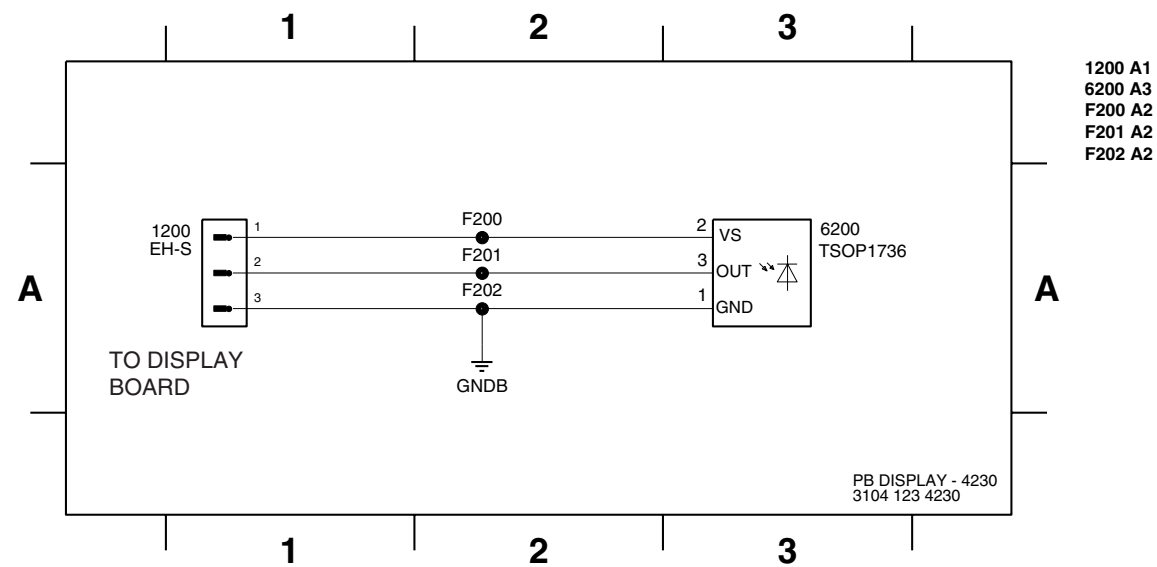 1 2 3
1200 A1
6200 A3
F200 A2
F201 A2
F202 A2
1200
EH-S
1
2
3
F200
F201
F202
GNDB
2 VS
3 OUT
1 GND
6200
TSOP1736
A
A
TO DISPLAY
BOARD
PB DISPLAY - 4230
3104 123 4230
1 2 3